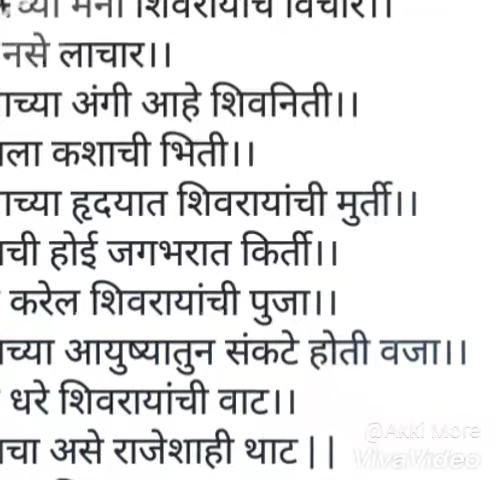 मनी शिवरायांचे विचार।।
नसे लाचार।।
अंगी आहे शिवनिती।।
कशाची भिती।।
हृदयात शिवरायांची मुर्ती।।
होई जगभरात किर्ती।।
करेल शिवरायांची पुजा।।
आयुष्यातुन संकटे होती वजा।।
धरे शिवरायांची वाट।।
असे राजेशाही थाट||
@Akki More
VivaVideo